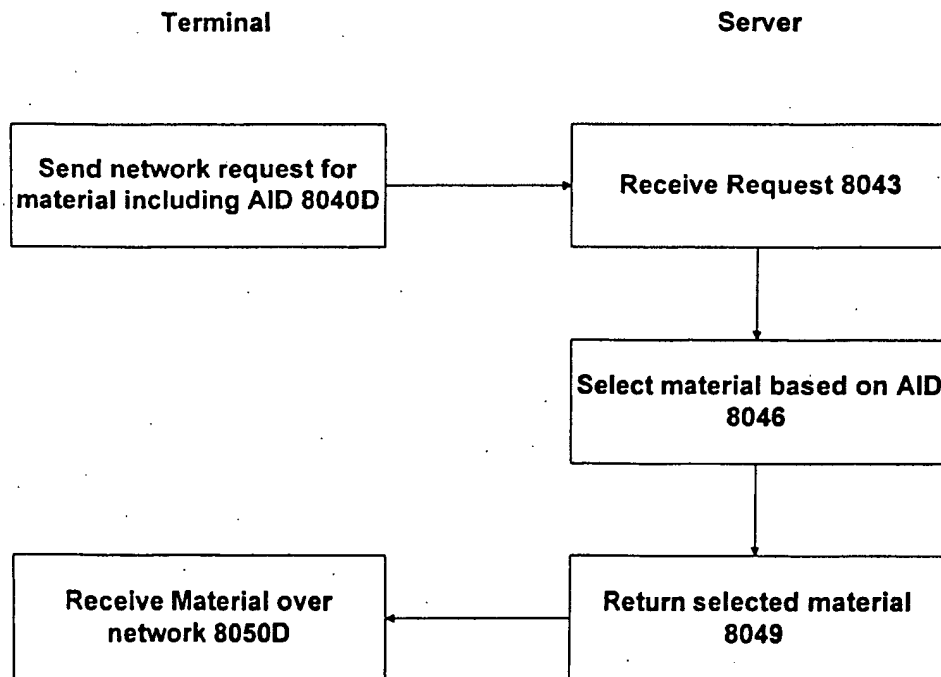 Terminal
Server
Send network request for
material including AID 8040D
Receive Request 8043
Select material based on AID
8046
Return selected material
8049
Receive Material over
network 8050D